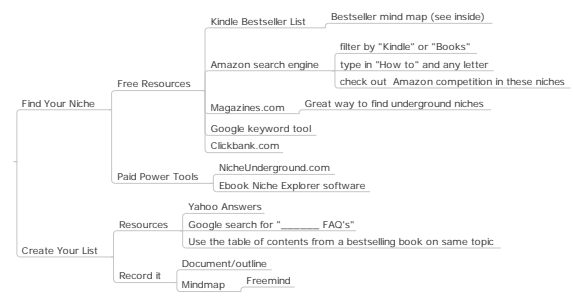 Find Your Niche
Free Resources
Kindle Bestseller List
Bestseller mind map (see inside)
Amazon search engine
filter by "Kindle" or "Books"
type in "How to" and any letter
check out  Amazon competition in these niches
Magazines.com
Great way to find underground niches
Google keyword tool
Clickbank.com
Paid Power Tools
NicheUnderground.com
Ebook Niche Explorer software
Create Your List
Resources
Yahoo Answers
Google search for "______ FAQ's"
Use the table of contents from a bestselling book on same topic
Record it
Document/outline
Mindmap
Freemind